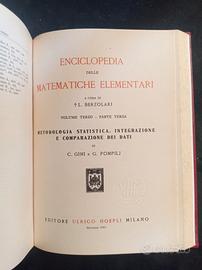 ENCICLOPEDIA
DELLE
MATEMATICHE ELEMENTARI
A CURA DI
† L. BERZOLARI
VOLUME TERZO - PARTE TERZA
METODOLOGIA STATISTICA, INTEGRAZIONE
E COMPARAZIONE DEI DATI
DI
C. GINI e G. POMPILJ
EDITORE ULRICO HOEPLI MILANO